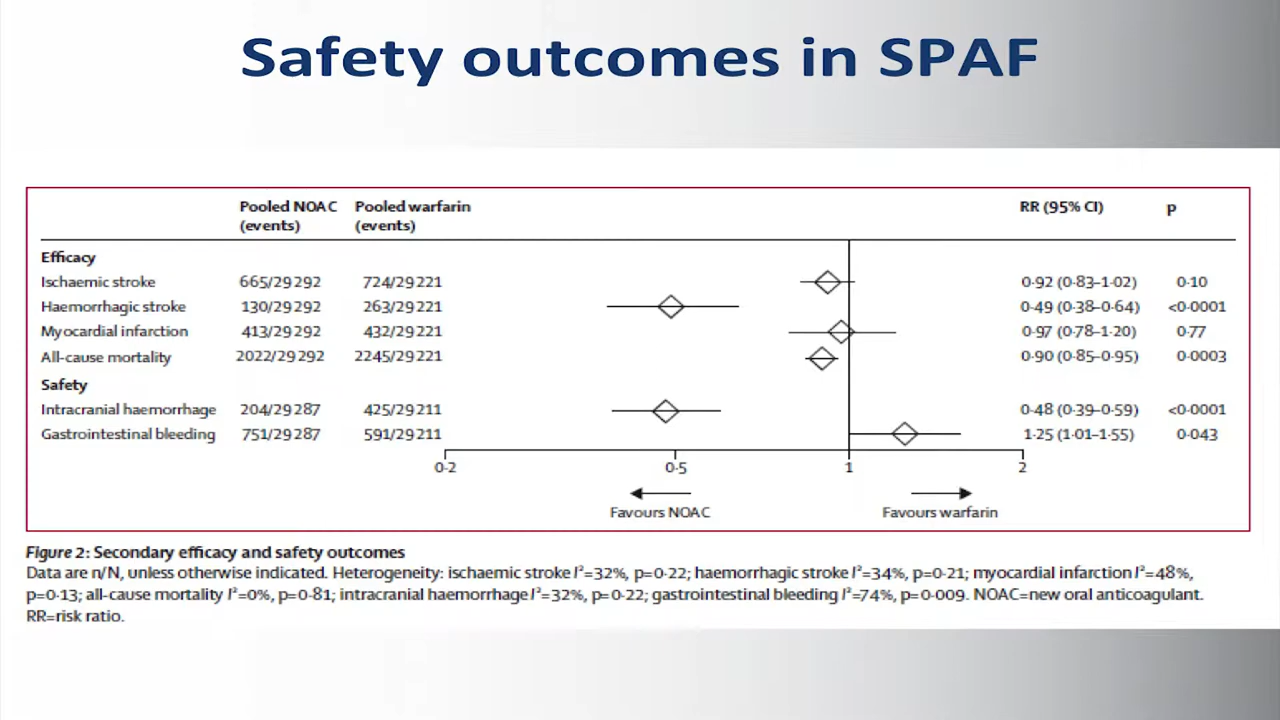 Safety outcomes in SPAF
Pooled NOAC (events) Pooled warfarin (events) RR (95% CI) p
Efficacy
Ischaemic stroke 665/29292 724/29221 0·92 (0·83–1·02) 0·10
Haemorrhagic stroke 130/29292 263/29221 0·49 (0·38–0·64) <0·0001
Myocardial infarction 413/29292 432/29221 0·97 (0·78–1·20) 0·77
All-cause mortality 2022/29292 2245/29221 0·90 (0·85–0·95) 0·0003
Safety
Intracranial haemorrhage 204/29287 425/29211 0·48 (0·39–0·59) <0·0001
Gastrointestinal bleeding 751/29287 591/29211 1·25 (1·01–1·55) 0·043
0·2 0·5 1 2
Favours NOAC Favours warfarin
Figure 2: Secondary efficacy and safety outcomes
Data are n/N, unless otherwise indicated. Heterogeneity: ischaemic stroke I²=32%, p=0·22; haemorrhagic stroke I²=34%, p=0·21; myocardial infarction I²=48%,
p=0·13; all-cause mortality I²=0%, p=0·81; intracranial haemorrhage I²=32%, p=0·22; gastrointestinal bleeding I²=74%, p=0·009. NOAC=new oral anticoagulant.
RR=risk ratio.